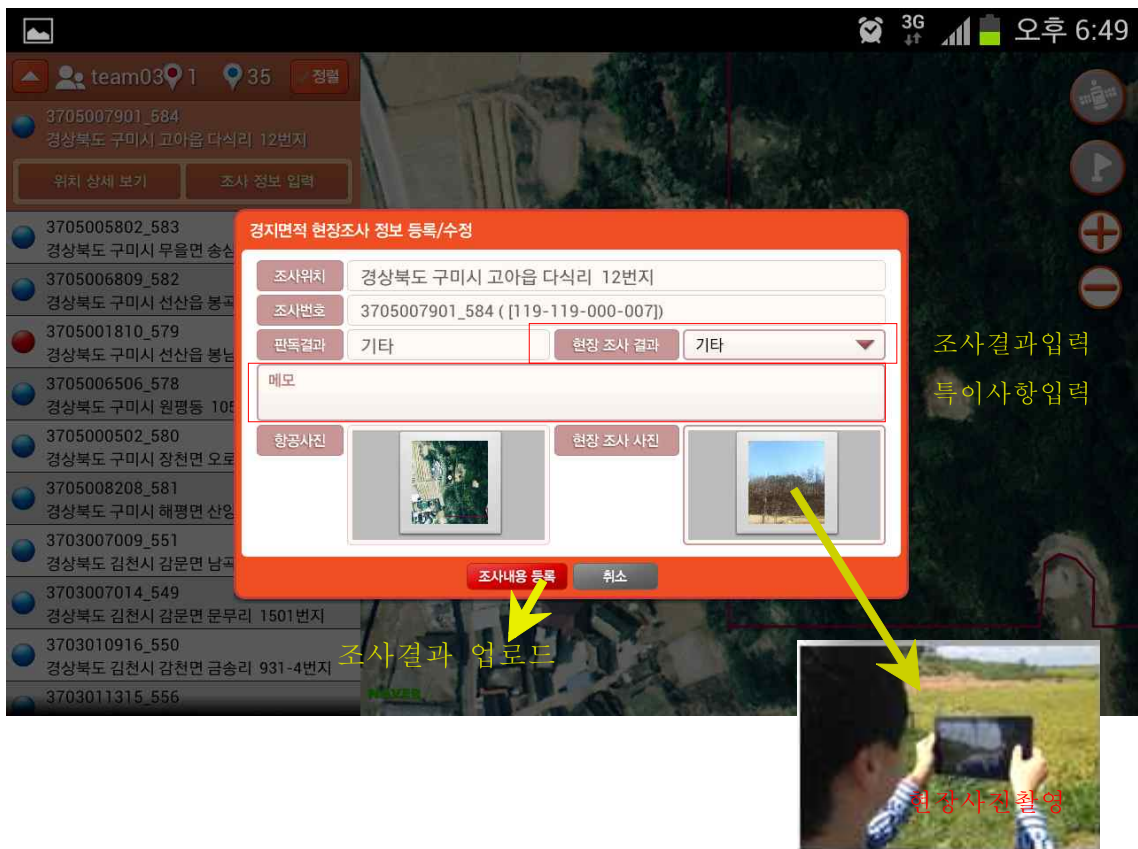 3G 오후 6:49
team03 1 35 정렬
3705007901_584
경상북도 구미시 고아읍 다식리 12번지
위치 상세 보기 조사 정보 입력
3705005802_583
경상북도 구미시 무을면 송삼
3705006809_582
경상북도 구미시 선산읍 봉곡
3705001810_579
경상북도 구미시 선산읍 봉남
3705006506_578
경상북도 구미시 원평동 105
3705000502_580
경상북도 구미시 장천면 오로
3705008208_581
경상북도 구미시 해평면 산양
3703007009_551
경상북도 김천시 감문면 남곡
3703007014_549
경상북도 김천시 감문면 문무리 1501번지
3703010916_550
경상북도 김천시 감천면 금송리 931-4번지
3703011315_556
경지면적 현장조사 정보 등록/수정
조사위치 경상북도 구미시 고아읍 다식리 12번지
조사번호 3705007901_584 ( [119-119-000-007])
판독결과 기타 현장 조사 결과 기타
메모
항공사진 현장 조사 사진
조사내용 등록 취소
조사결과입력
특이사항입력
조사결과 업로드
NAVER
현장사진촬영